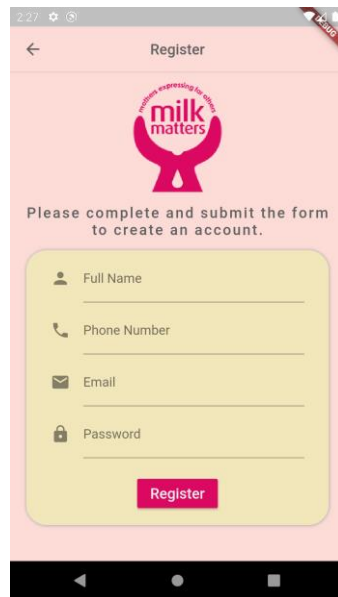 2:27
DEBUG
Register
mothers expressing for others
milk
matters
Please complete and submit the form
to create an account.
Full Name
Phone Number
Email
Password
Register